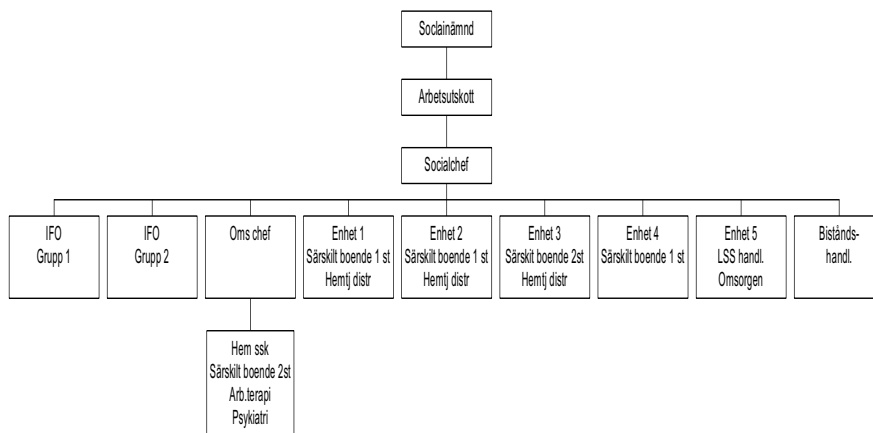 Soclainämnd
Arbetsutskott
Socialchef
IFO
Grupp 1
IFO
Grupp 2
Oms chef
Enhet 1
Särskilt boende 1 st
Hemtj distr
Enhet 2
Särskilt boende 1 st
Hemtj distr
Enhet 3
Särskit boende 2st
Hemtj distr
Enhet 4
Särskilt boende 1 st
Enhet 5
LSS handl.
Omsorgen
Bistånds-
handl.
Hem ssk
Särskilt boende 2st
Arb.terapi
Psykiatri